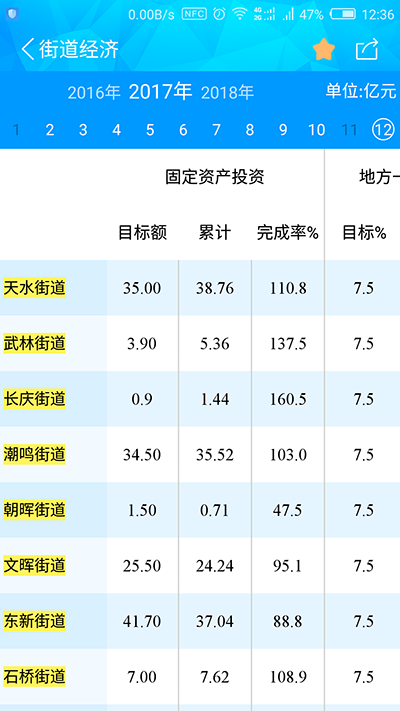 0.00B/s NFC 4G 3G 47% 12:36
街道经济
2016年 2017年 2018年 单位:亿元
1 2 3 4 5 6 7 8 9 10 11 12
固定资产投资 地方一
目标额 累计 完成率% 目标%
天水街道 35.00 38.76 110.8 7.5
武林街道 3.90 5.36 137.5 7.5
长庆街道 0.9 1.44 160.5 7.5
潮鸣街道 34.50 35.52 103.0 7.5
朝晖街道 1.50 0.71 47.5 7.5
文晖街道 25.50 24.24 95.1 7.5
东新街道 41.70 37.04 88.8 7.5
石桥街道 7.00 7.62 108.9 7.5